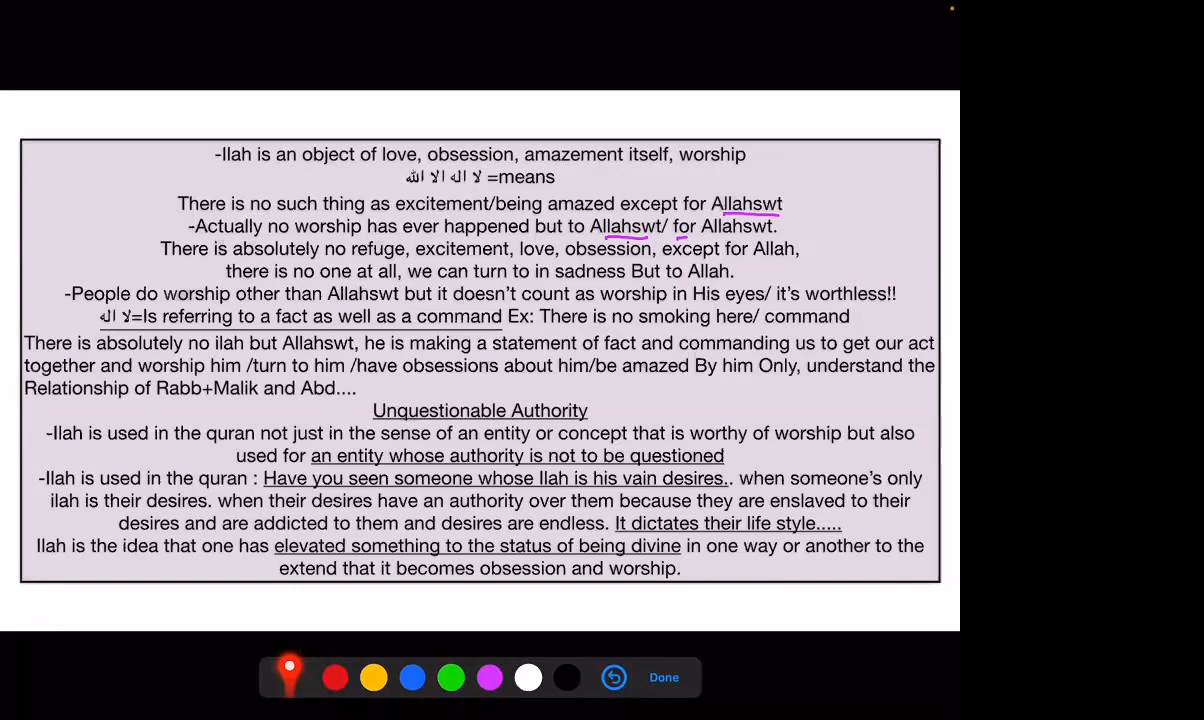 -Ilah is an object of love, obsession, amazement itself, worship
لا اله الا الله =means
There is no such thing as excitement/being amazed except for Allahswt
-Actually no worship has ever happened but to Allahswt/ for Allahswt.
There is absolutely no refuge, excitement, love, obsession, except for Allah,
there is no one at all, we can turn to in sadness But to Allah.
-People do worship other than Allahswt but it doesn't count as worship in His eyes/ it's worthless!!
لا اله=Is referring to a fact as well as a command Ex: There is no smoking here/ command
There is absolutely no ilah but Allahswt, he is making a statement of fact and commanding us to get our act
together and worship him /turn to him /have obsessions about him/be amazed By him Only, understand the
Relationship of Rabb+Malik and Abd....
Unquestionable Authority
-Ilah is used in the quran not just in the sense of an entity or concept that is worthy of worship but also
used for an entity whose authority is not to be questioned
-Ilah is used in the quran : Have you seen someone whose Ilah is his vain desires.. when someone's only
ilah is their desires. when their desires have an authority over them because they are enslaved to their
desires and are addicted to them and desires are endless. It dictates their life style.....
Ilah is the idea that one has elevated something to the status of being divine in one way or another to the
extend that it becomes obsession and worship.
Done